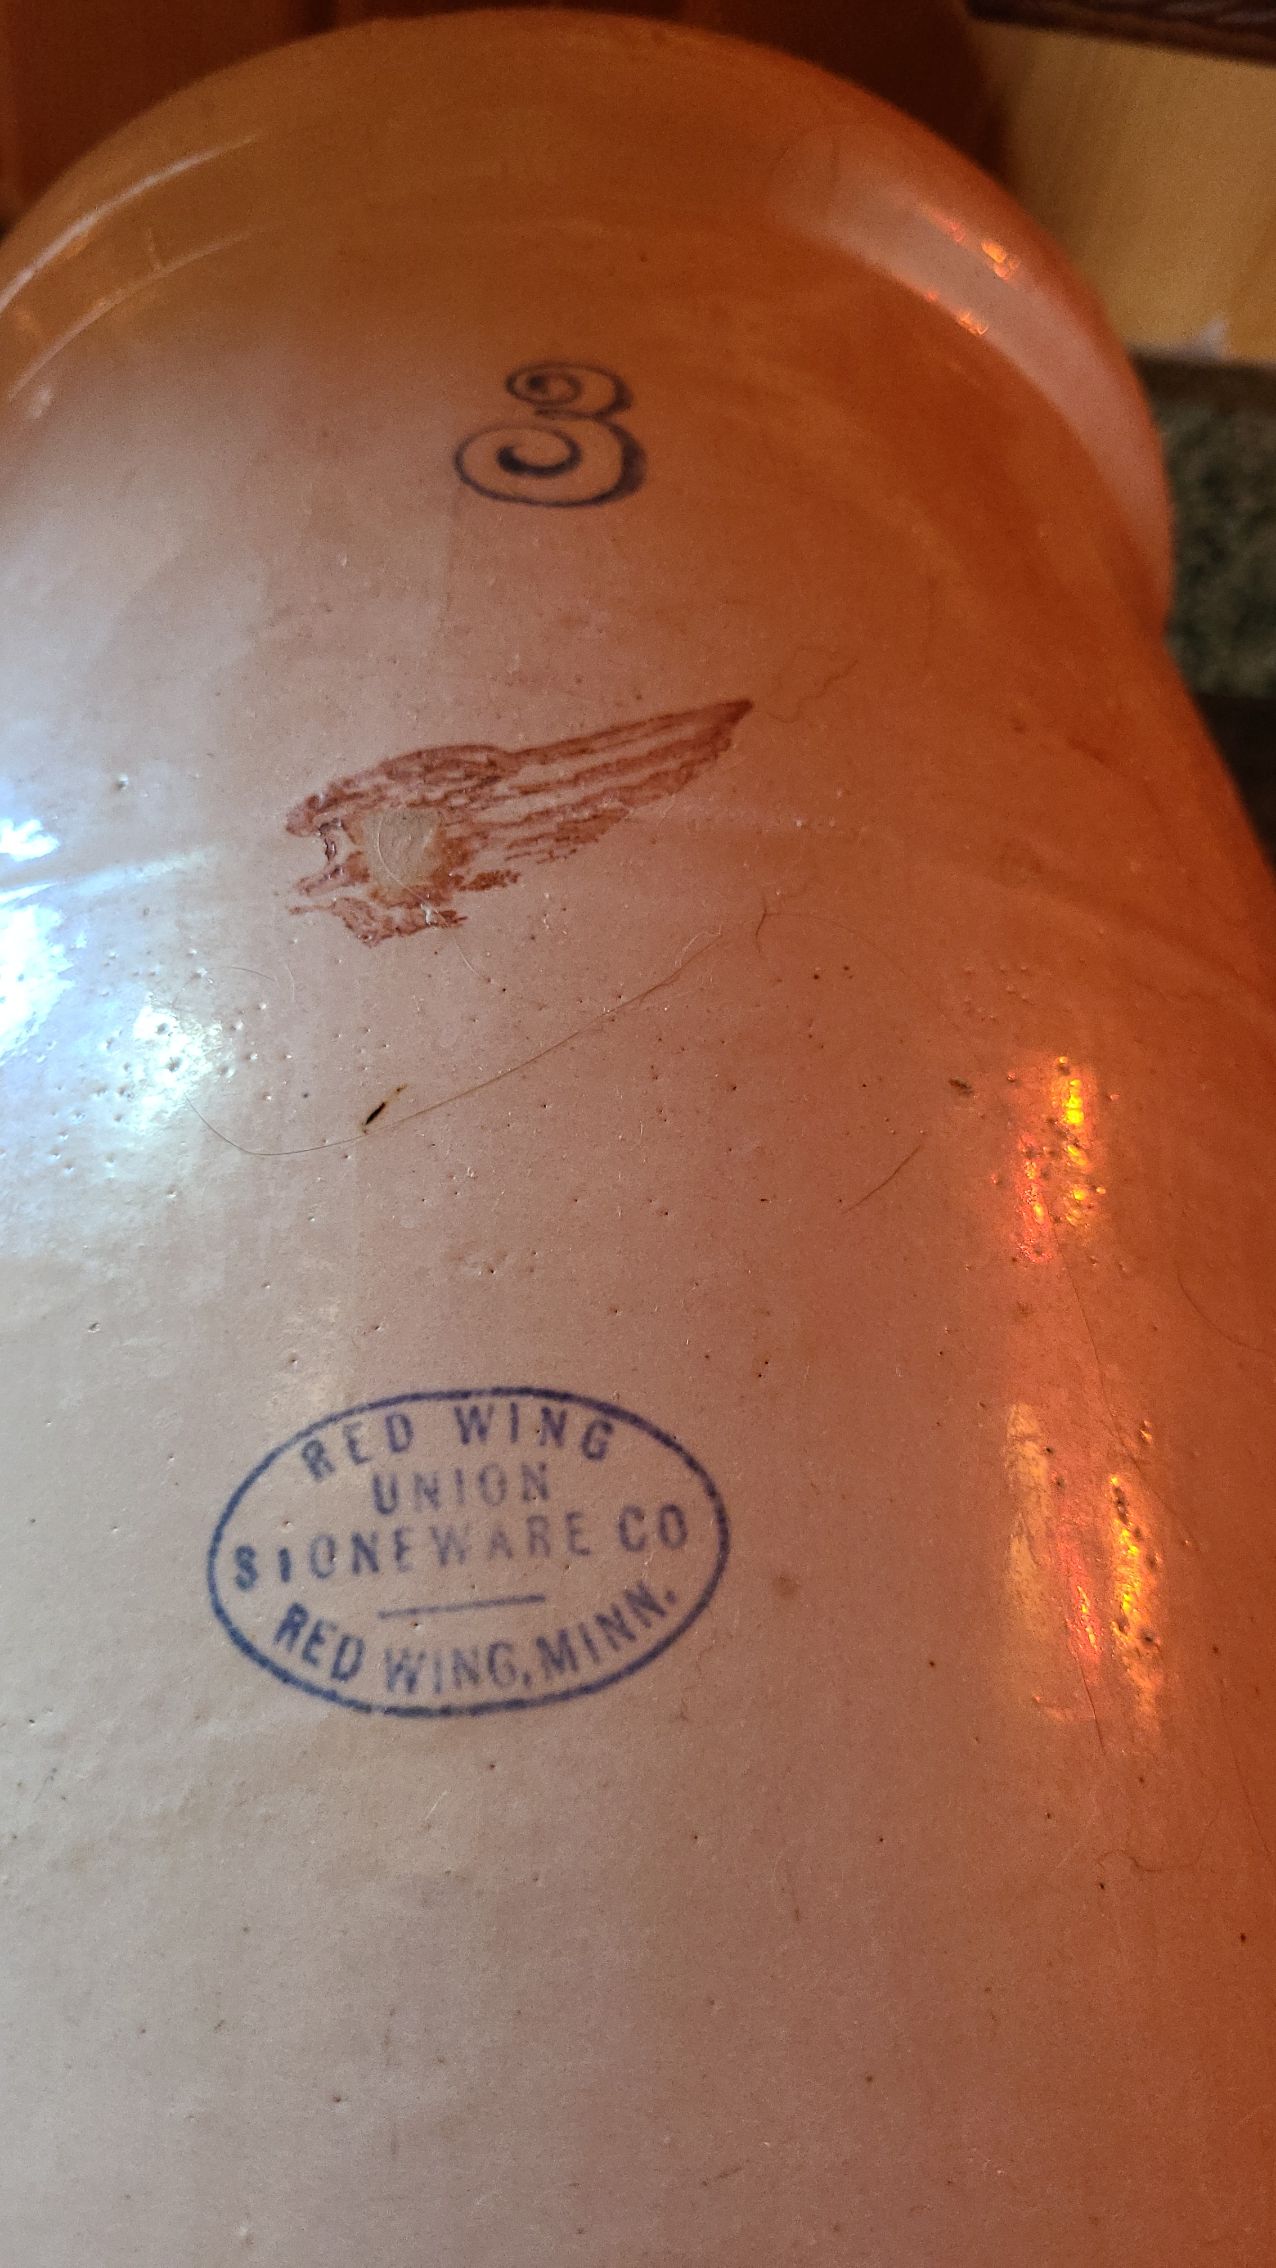 3
RED WING
UNION
STONEWARE CO
RED WING, MINN.